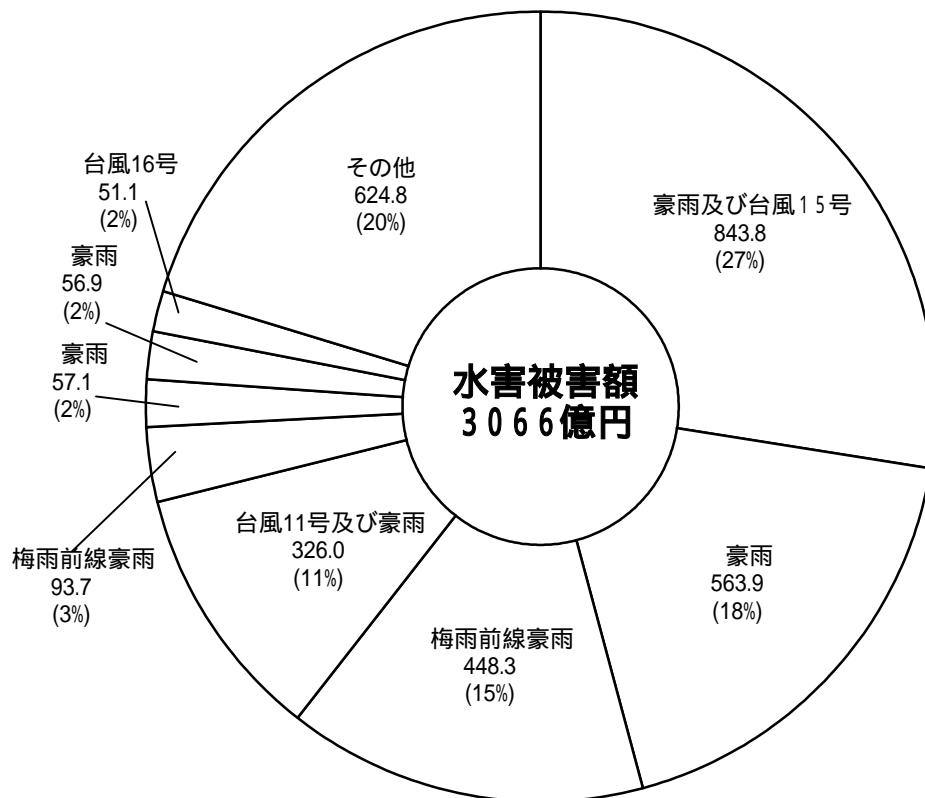 水害被害額
3066億円
豪雨及び台風15号
843.8
(27%)
豪雨
563.9
(18%)
梅雨前線豪雨
448.3
(15%)
台風11号及び豪雨
326.0
(11%)
梅雨前線豪雨
93.7
(3%)
豪雨
57.1
(2%)
豪雨
56.9
(2%)
台風16号
51.1
(2%)
その他
624.8
(20%)